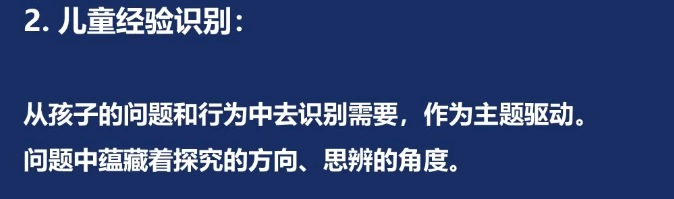 2. 儿童经验识别：
从孩子的问题和行为中去识别需要，作为主题驱动。
问题中蕴藏着探究的方向、思辨的角度。